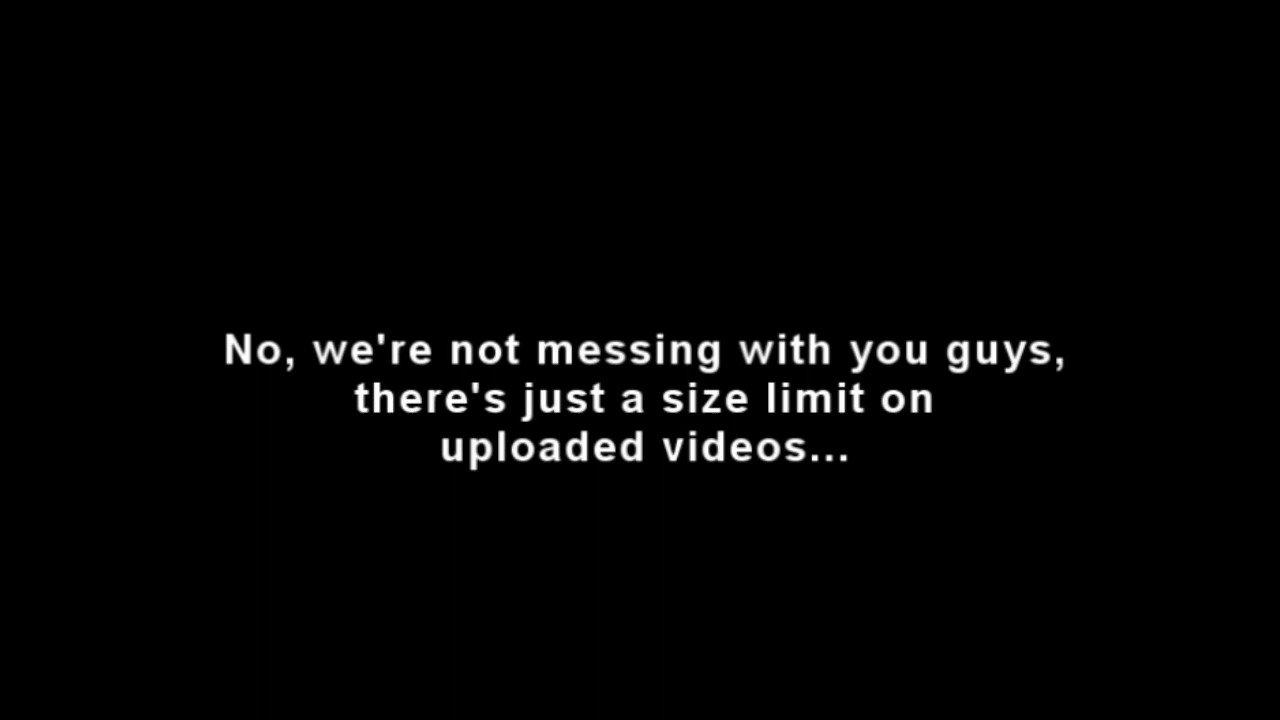 No, we're not messing with you guys,
there's just a size limit on
uploaded videos...